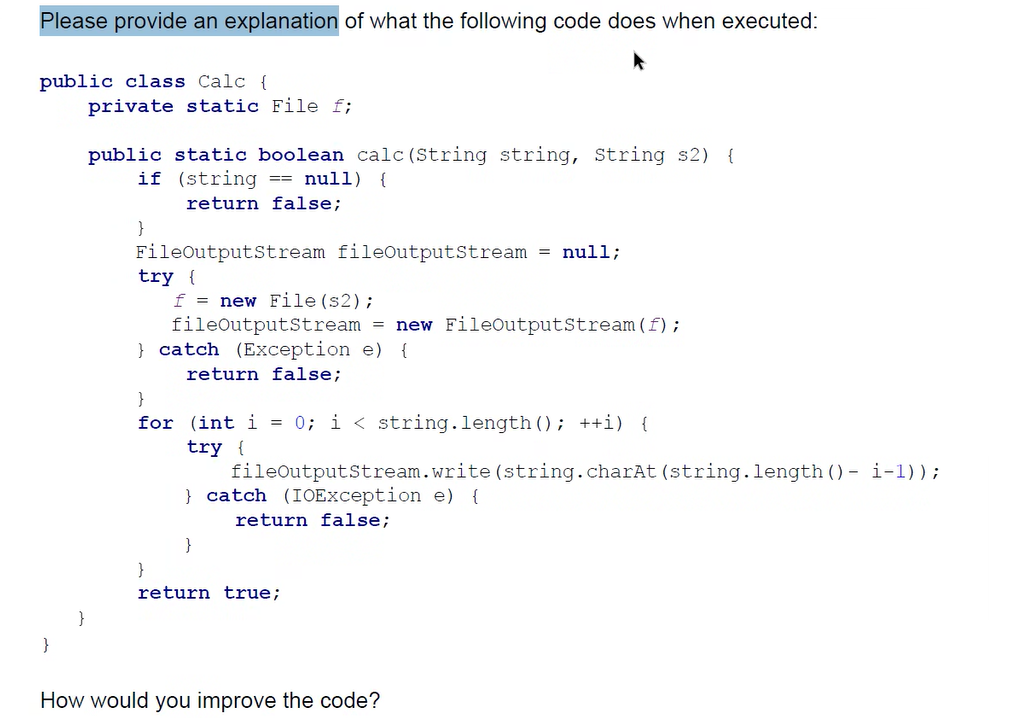 Please provide an explanation of what the following code does when executed:
public class Calc {
private static File f;
public static boolean calc(String string, String s2) {
if (string == null) {
return false;
}
FileOutputStream fileOutputStream = null;
try {
f = new File(s2);
fileOutputStream = new FileOutputStream(f);
} catch (Exception e) {
return false;
}
for (int i = 0; i < string.length(); ++i) {
try {
fileOutputStream.write(string.charAt(string.length()- i-1));
} catch (IOException e) {
return false;
}
}
return true;
}
}
How would you improve the code?